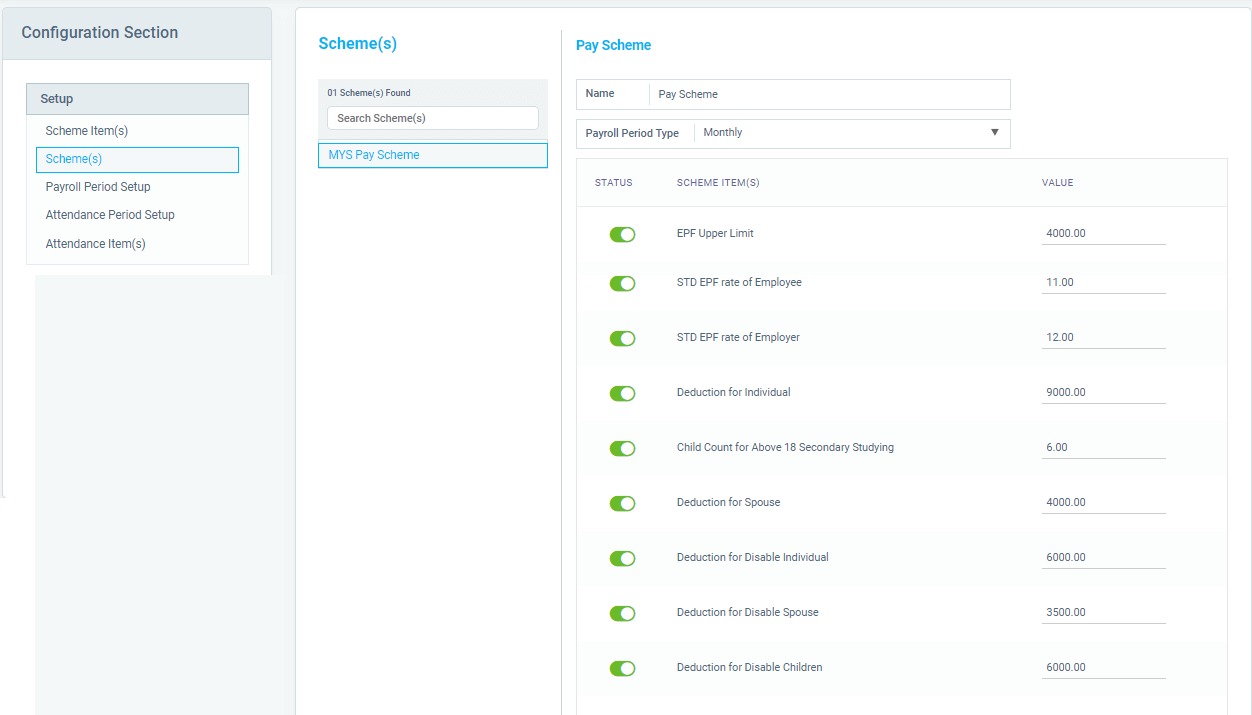 Configuration Section
Setup
Scheme Item(s)
Scheme(s)
Payroll Period Setup
Attendance Period Setup
Attendance Item(s)
Scheme(s)
01 Scheme(s) Found
Search Scheme(s)
MYS Pay Scheme
Pay Scheme
Name Pay Scheme
Payroll Period Type Monthly
STATUS SCHEME ITEM(S) VALUE
EPF Upper Limit 4000.00
STD EPF rate of Employee 11.00
STD EPF rate of Employer 12.00
Deduction for Individual 9000.00
Child Count for Above 18 Secondary Studying 6.00
Deduction for Spouse 4000.00
Deduction for Disable Individual 6000.00
Deduction for Disable Spouse 3500.00
Deduction for Disable Children 6000.00